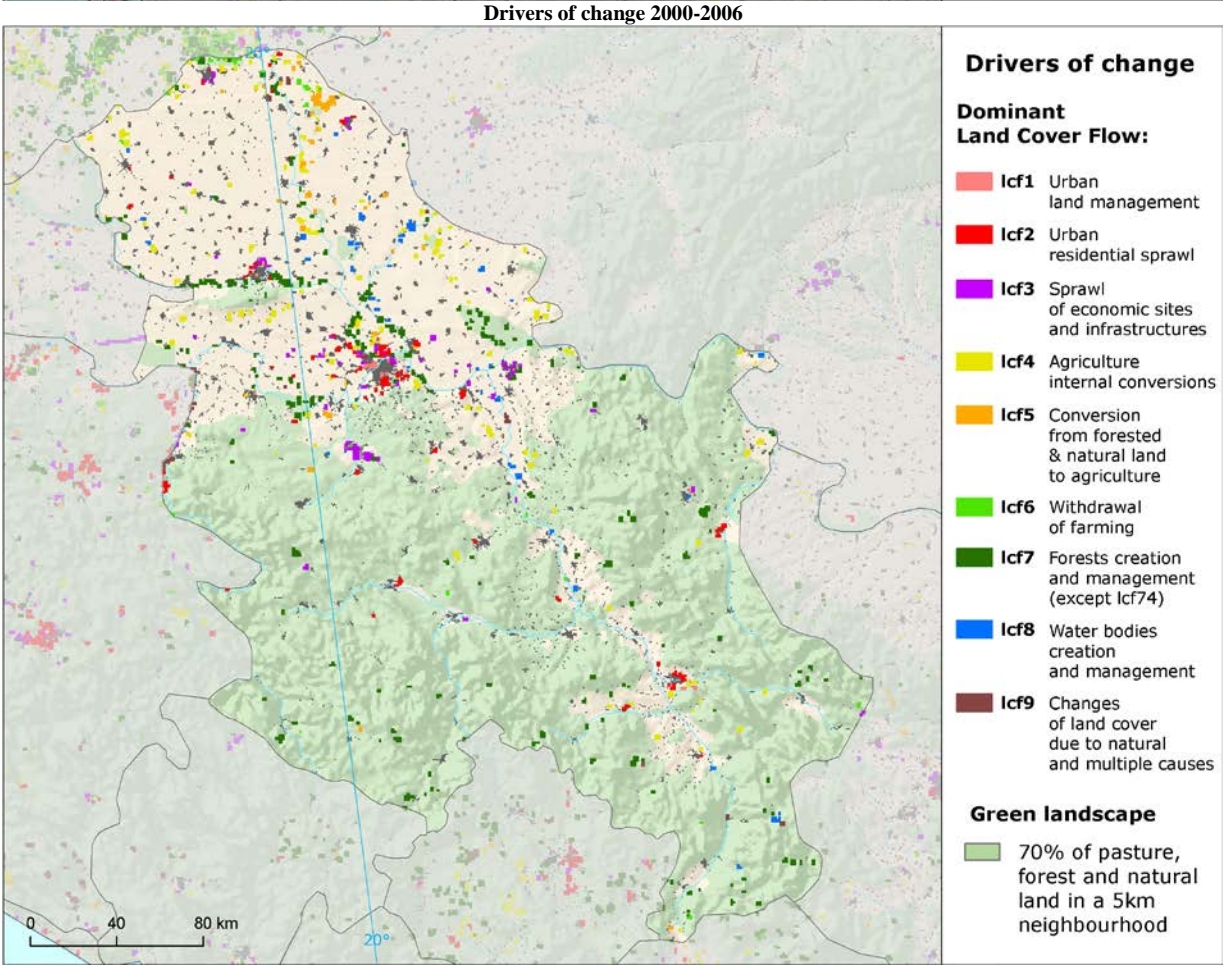 Drivers of change 2000-2006
20°
0 40 80 km
20°
Drivers of change
Dominant
Land Cover Flow:
lcf1 Urban
land management
lcf2 Urban
residential sprawl
lcf3 Sprawl
of economic sites
and infrastructures
lcf4 Agriculture
internal conversions
lcf5 Conversion
from forested
& natural land
to agriculture
lcf6 Withdrawal
of farming
lcf7 Forests creation
and management
(except lcf74)
lcf8 Water bodies
creation
and management
lcf9 Changes
of land cover
due to natural
and multiple causes
Green landscape
70% of pasture,
forest and natural
land in a 5km
neighbourhood